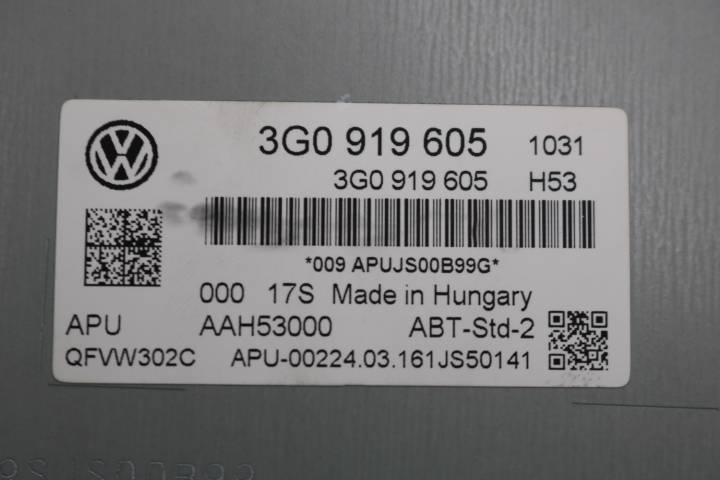 3G0 919 605 1031
3G0 919 605 H53
*009 APUJS00B99G*
000 17S Made in Hungary
APU AAH53000 ABT-Std-2
QFVW302C APU-00224.03.161JS50141